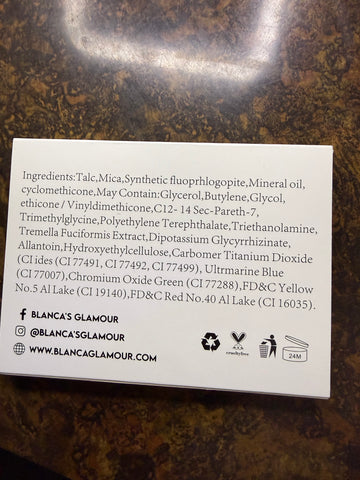 Ingredients:Talc,Mica,Synthetic fluoprhlogopite,Mineral oil,
cyclomethicone,May Contain:Glycerol,Butylene,Glycol,
ethicone / Vinyldimethicone,C12- 14 Sec-Pareth-7,
Trimethylglycine,Polyethylene Terephthalate,Triethanolamine,
Tremella Fuciformis Extract,Dipotassium Glycyrrhizinate,
Allantoin,Hydroxyethylcellulose,Carbomer Titanium Dioxide
(CI ides (CI 77491, CI 77492, CI 77499), Ultrmarine Blue
(CI 77007),Chromium Oxide Green (CI 77288),FD&C Yellow
No.5 Al Lake (CI 19140),FD&C Red No.40 Al Lake (CI 16035).
BLANCA'S GLAMOUR
@BLANCA'SGLAMOUR
WWW.BLANCAGLAMOUR.COM
crueltyfree
24M